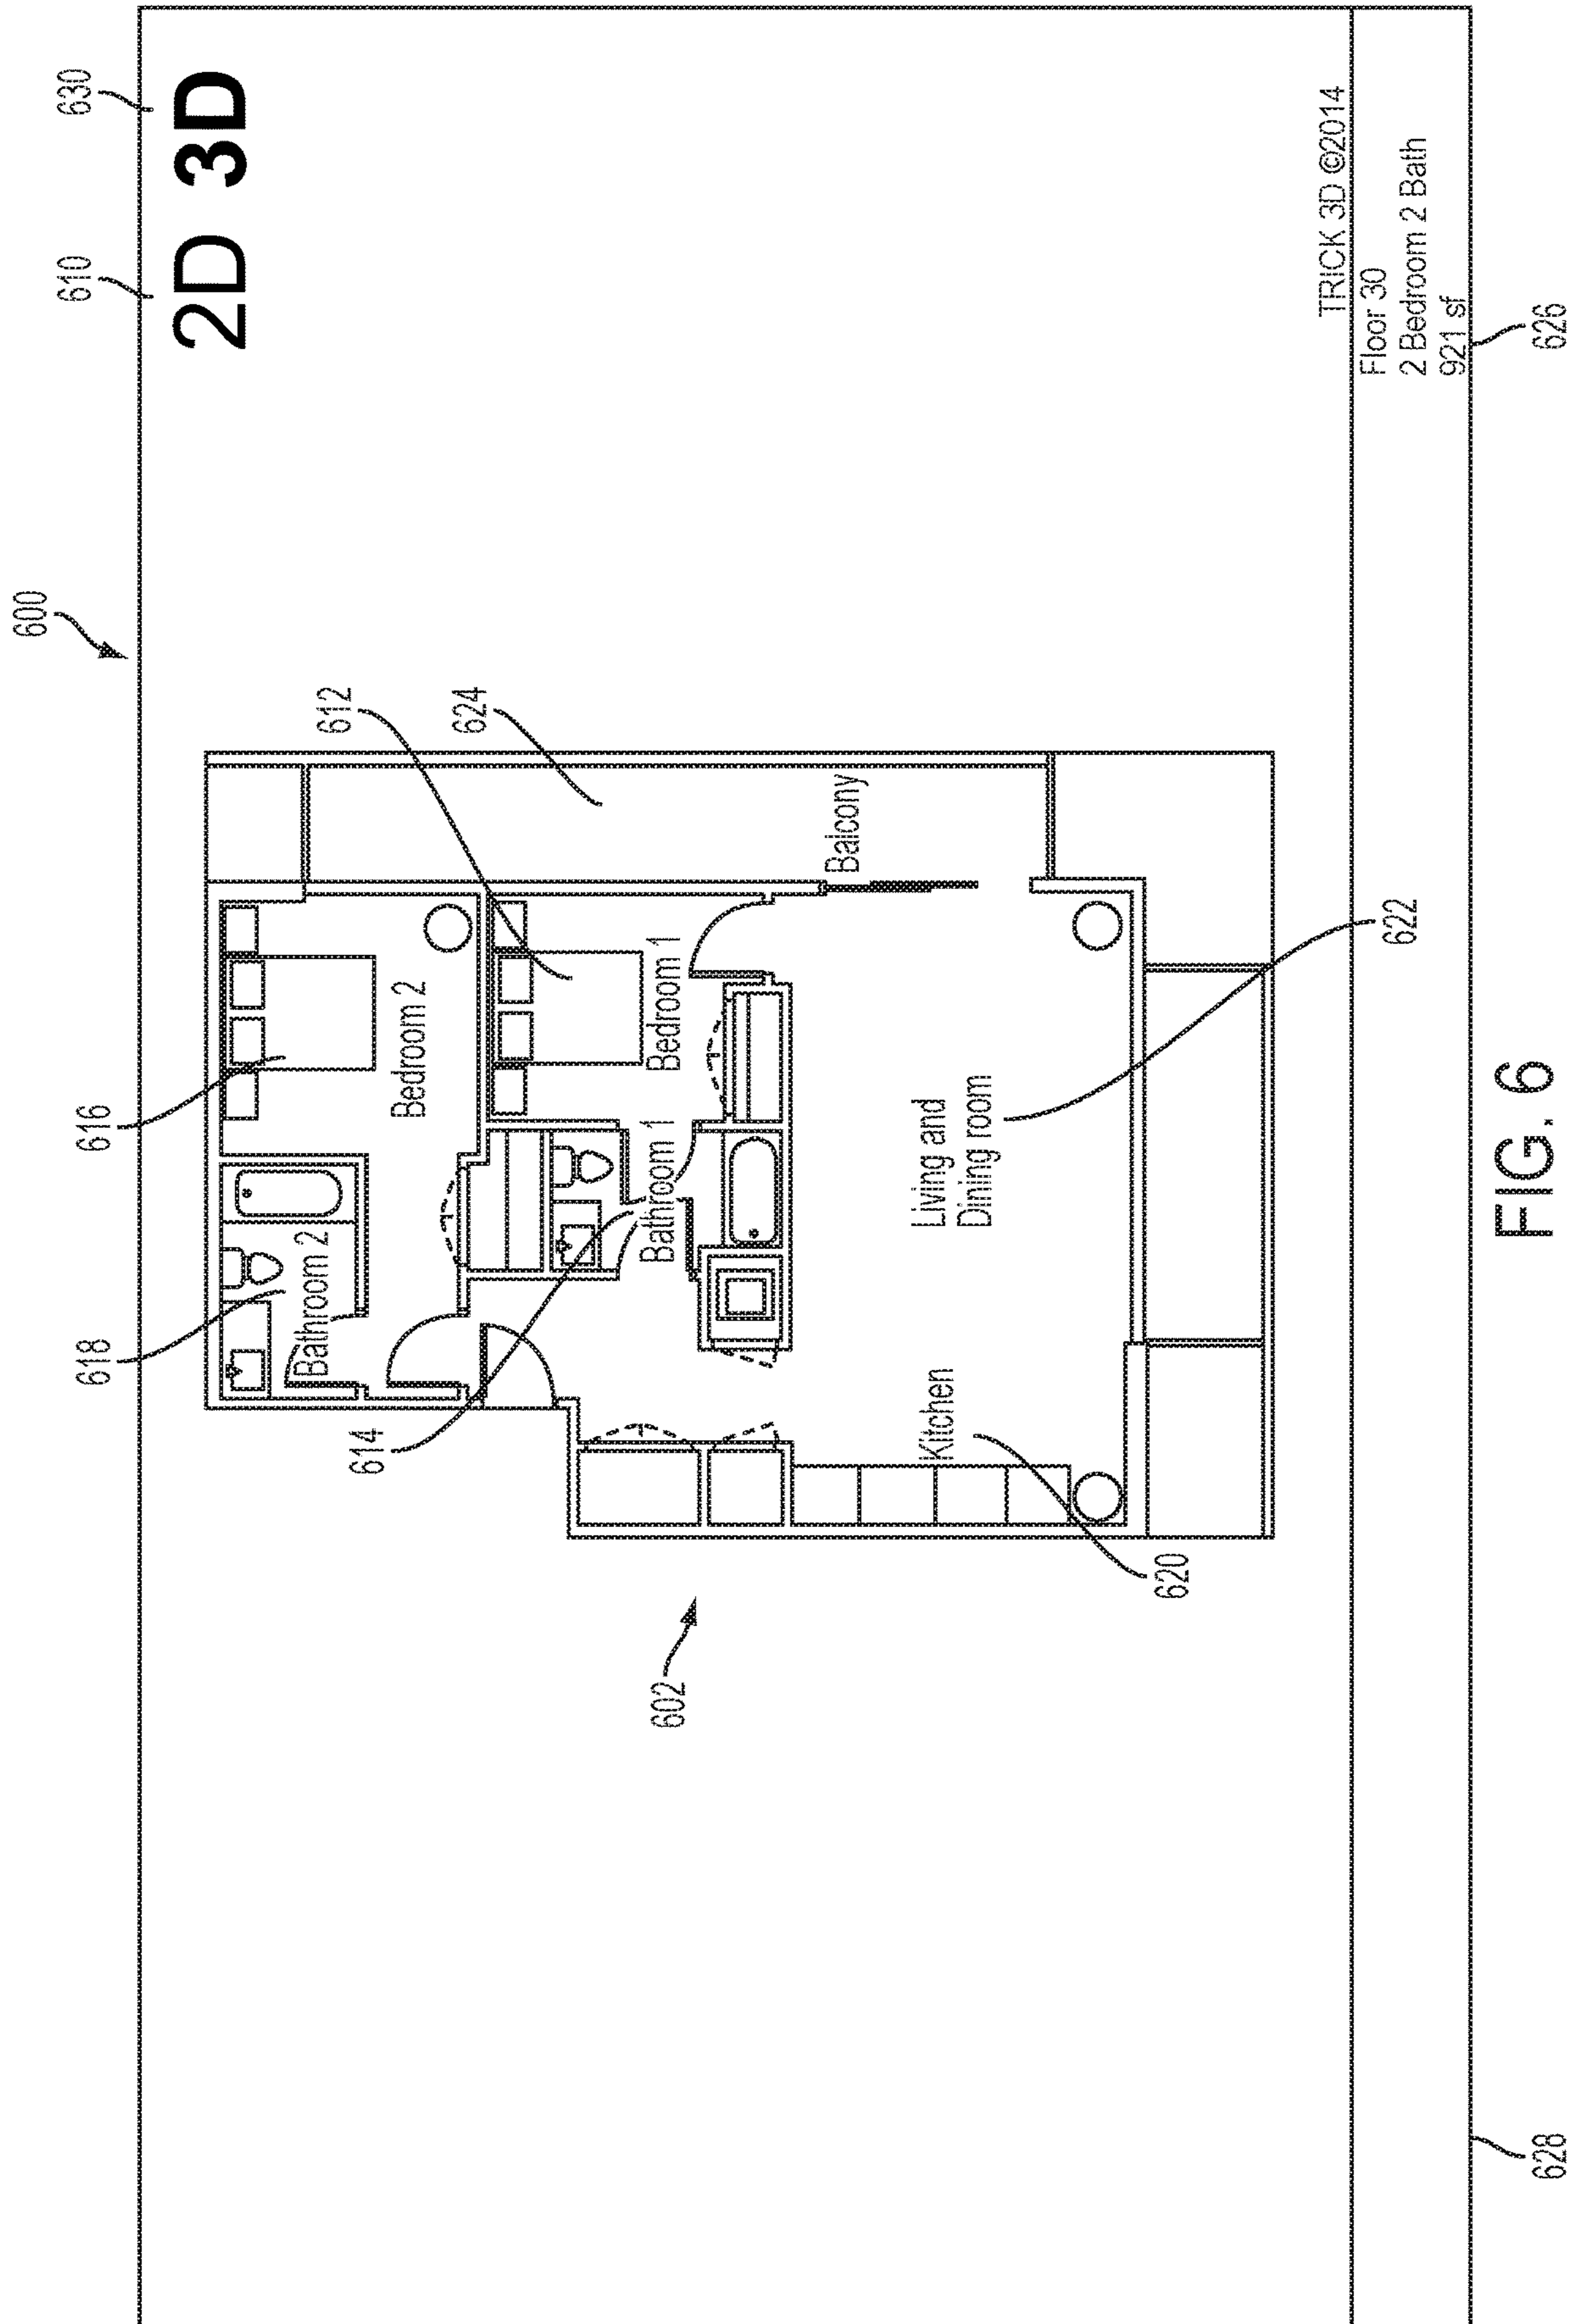 600
610
630
2D 3D
616
618
612
624
Bathroom 2
Bedroom 2
614
Bathroom 1
Bedroom 1
Balcony
602
Kitchen
Living and
Dining room
620
622
TRICK 3D ©2014
Floor 30
2 Bedroom 2 Bath
921 sf
628
626
FIG. 6